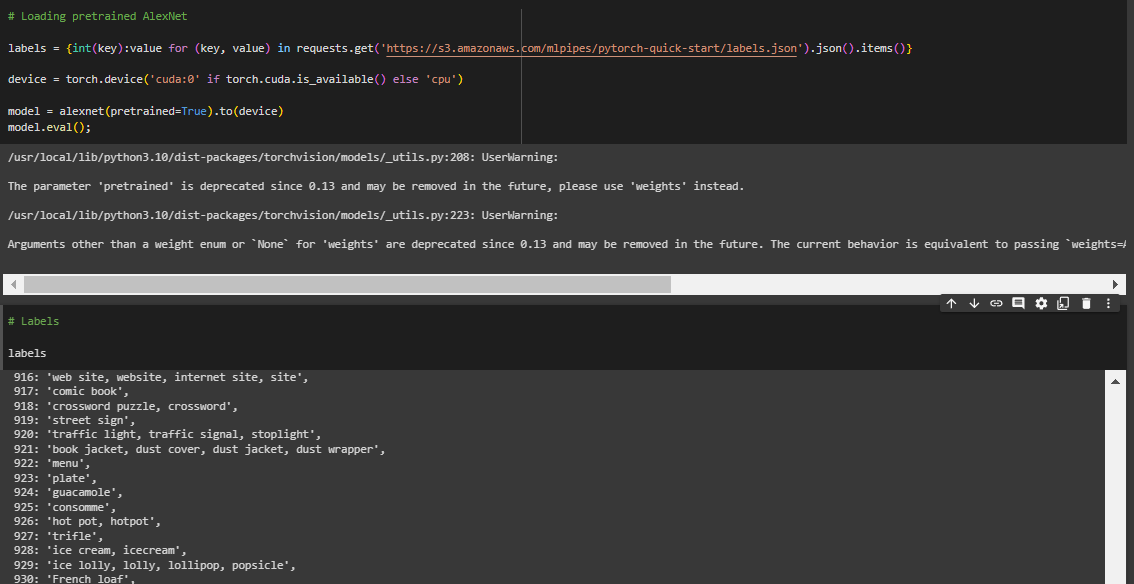 # Loading pretrained AlexNet
labels = {int(key):value for (key, value) in requests.get('https://s3.amazonaws.com/mlpipes/pytorch-quick-start/labels.json').json().items()}
device = torch.device('cuda:0' if torch.cuda.is_available() else 'cpu')
model = alexnet(pretrained=True).to(device)
model.eval();
/usr/local/lib/python3.10/dist-packages/torchvision/models/_utils.py:208: UserWarning:
The parameter 'pretrained' is deprecated since 0.13 and may be removed in the future, please use 'weights' instead.
/usr/local/lib/python3.10/dist-packages/torchvision/models/_utils.py:223: UserWarning:
Arguments other than a weight enum or `None` for 'weights' are deprecated since 0.13 and may be removed in the future. The current behavior is equivalent to passing `weights=
# Labels
labels
916: 'web site, website, internet site, site',
917: 'comic book',
918: 'crossword puzzle, crossword',
919: 'street sign',
920: 'traffic light, traffic signal, stoplight',
921: 'book jacket, dust cover, dust jacket, dust wrapper',
922: 'menu',
923: 'plate',
924: 'guacamole',
925: 'consomme',
926: 'hot pot, hotpot',
927: 'trifle',
928: 'ice cream, icecream',
929: 'ice lolly, lolly, lollipop, popsicle',
930: 'French loaf',